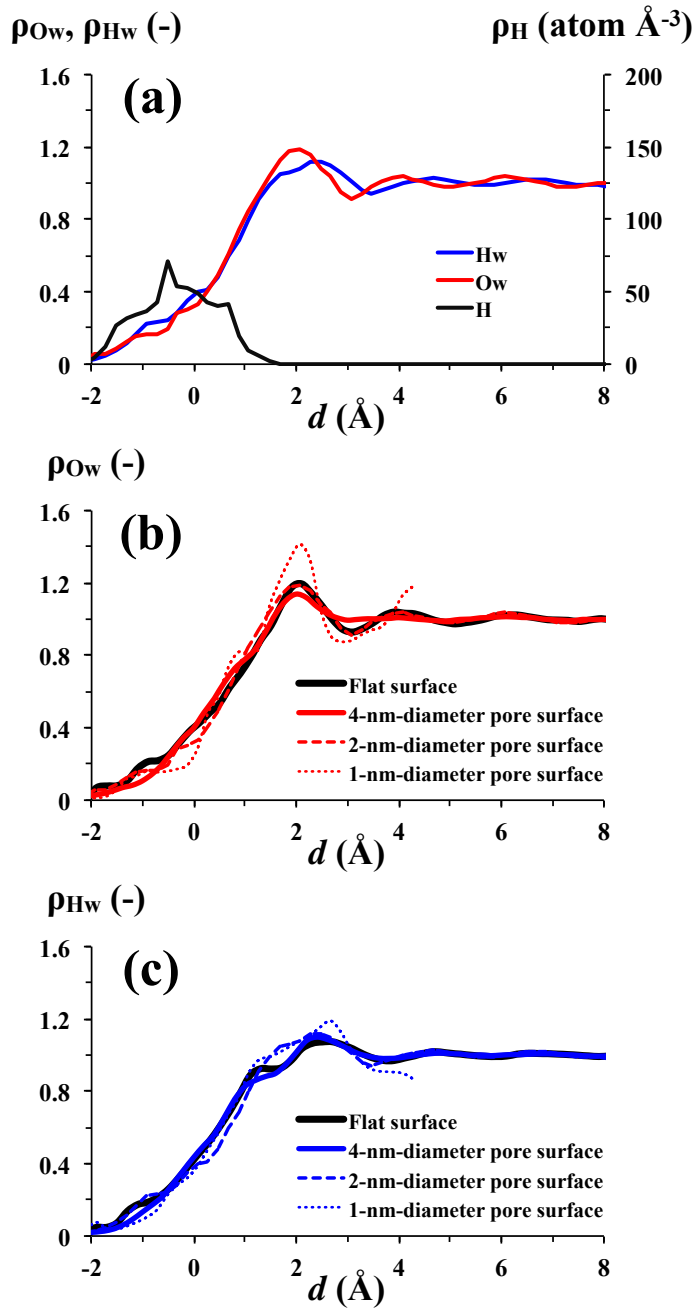 ρOw, ρHw (-) ρH (atom Å-3)
(a)
1.6 200
1.2 150
0.8 100
0.4 50
0 0
Hw
Ow
H
-2 0 2 4 6 8
d (Å)
ρOw (-)
(b)
1.6
1.2
0.8
0.4
0
Flat surface
4-nm-diameter pore surface
2-nm-diameter pore surface
1-nm-diameter pore surface
-2 0 2 4 6 8
d (Å)
ρHw (-)
(c)
1.6
1.2
0.8
0.4
0
Flat surface
4-nm-diameter pore surface
2-nm-diameter pore surface
1-nm-diameter pore surface
-2 0 2 4 6 8
d (Å)